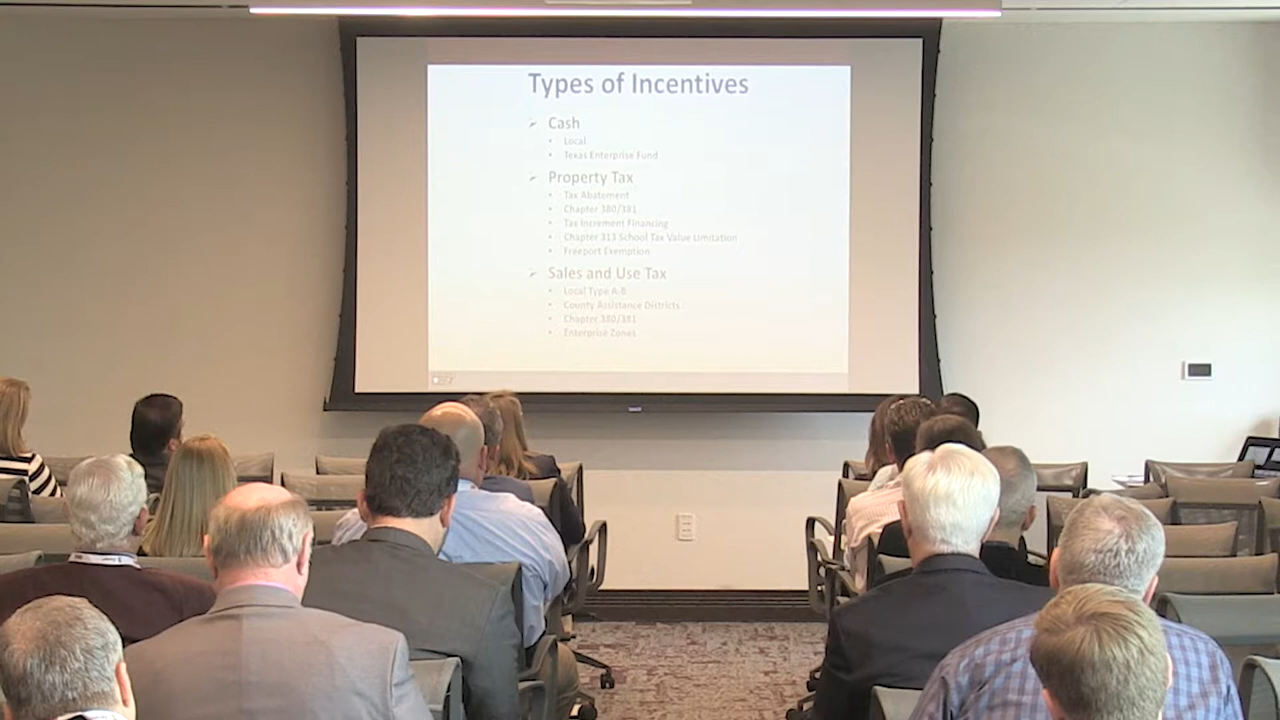 Types of Incentives
Cash
Local
Texas Enterprise Fund
Property Tax
Tax Abatement
Chapter 380/381
Tax Increment Financing
Chapter 313 School Tax Value Limitation
Freeport Exemption
Sales and Use Tax
Local Type A-B
County Assistance Districts
Chapter 380/381
Enterprise Zones